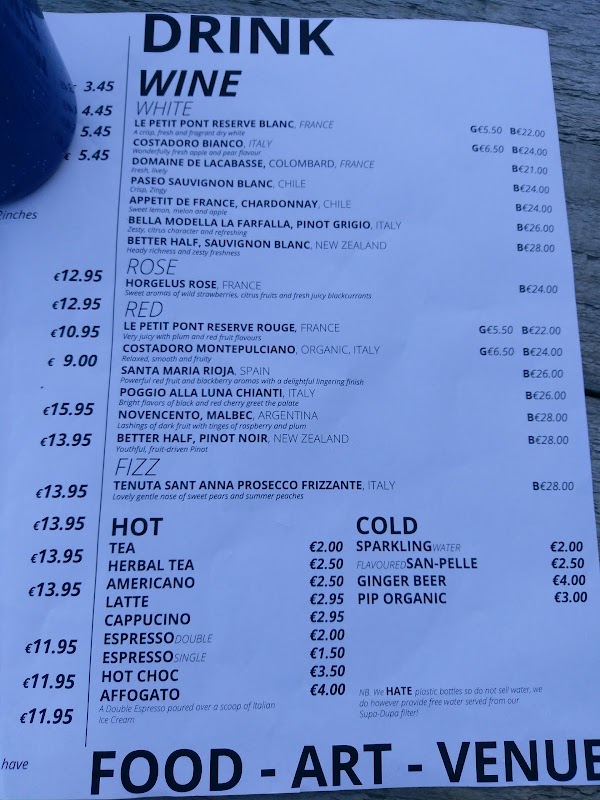 3.45
4.45
5.45
€ 5.45
2inches
€12.95
€12.95
€10.95
€ 9.00
€15.95
€13.95
€13.95
€13.95
€13.95
€13.95
€11.95
€11.95
€11.95
have
DRINK
WINE
WHITE
LE PETIT PONT RESERVE BLANC, FRANCE G€5.50 B€22.00
A crisp, fresh and fragrant dry white
COSTADORO BIANCO, ITALY G€6.50 B€24.00
Wonderfully fresh apple and pear flavour
DOMAINE DE LACABASSE, COLOMBARD, FRANCE B€21.00
Fresh, lively
PASEO SAUVIGNON BLANC, CHILE B€24.00
Crisp, Zingy
APPETIT DE FRANCE, CHARDONNAY, CHILE B€24.00
Sweet lemon, melon and apple
BELLA MODELLA LA FARFALLA, PINOT GRIGIO, ITALY B€26.00
Zesty, citrus character and refreshing
BETTER HALF, SAUVIGNON BLANC, NEW ZEALAND B€28.00
Heady richness and zesty freshness
ROSE
HORGELUS ROSE, FRANCE B€24.00
Sweet aromas of wild strawberries, citrus fruits and fresh juicy blackcurrants
RED
LE PETIT PONT RESERVE ROUGE, FRANCE G€5.50 B€22.00
Very juicy with plum and red fruit flavours
COSTADORO MONTEPULCIANO, ORGANIC, ITALY G€6.50 B€24.00
Relaxed, smooth and fruity
SANTA MARIA RIOJA, SPAIN B€26.00
Powerful red fruit and blackberry aromas with a delightful lingering finish
POGGIO ALLA LUNA CHIANTI, ITALY B€26.00
Bright flavors of black and red cherry greet the palate
NOVENCENTO, MALBEC, ARGENTINA B€28.00
Lashings of dark fruit with tinges of raspberry and plum
BETTER HALF, PINOT NOIR, NEW ZEALAND B€28.00
Youthful, fruit-driven Pinot
FIZZ
TENUTA SANT ANNA PROSECCO FRIZZANTE, ITALY B€28.00
Lovely gentle nose of sweet pears and summer peaches
HOT
TEA €2.00
HERBAL TEA €2.50
AMERICANO €2.50
LATTE €2.95
CAPPUCINO €2.95
ESPRESSO DOUBLE €2.00
ESPRESSO SINGLE €1.50
HOT CHOC €3.50
AFFOGATO €4.00
A Double Espresso poured over a scoop of Italian
Ice Cream
COLD
SPARKLING WATER €2.00
FLAVOURED SAN-PELLE €2.50
GINGER BEER €4.00
PIP ORGANIC €3.00
NB. We HATE plastic bottles so do not sell water, we
do however provide free water served from our
Supa-Dupa filter!
FOOD - ART - VENUE